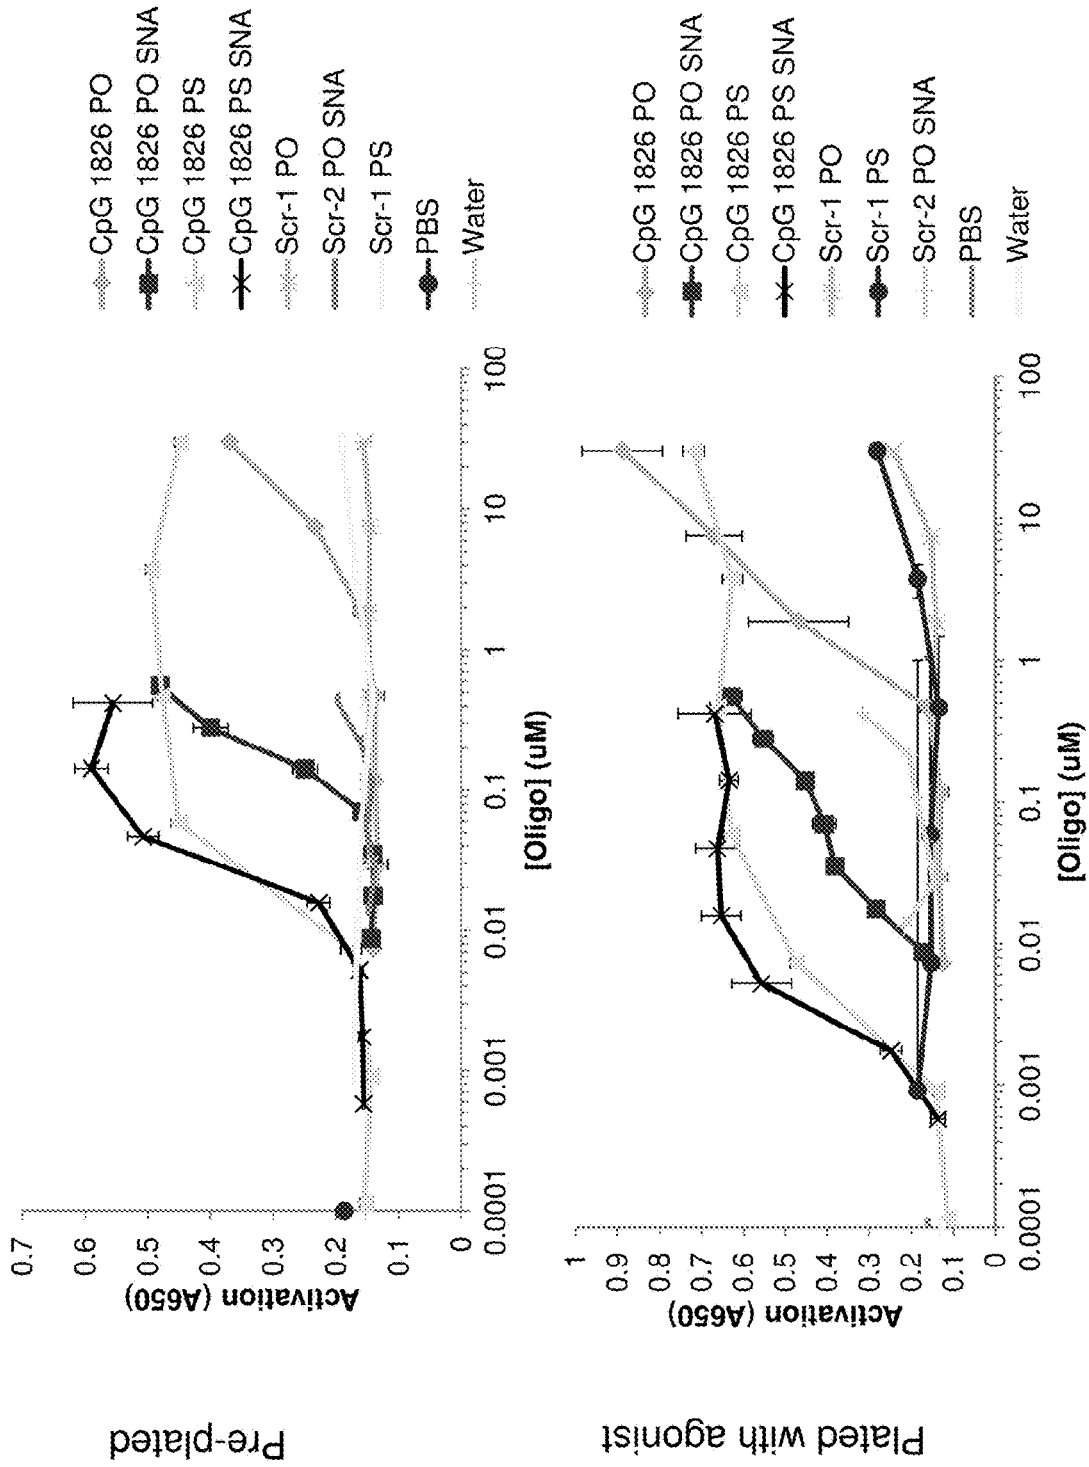 Pre-plated
Activation (A650)
0.7
0.6
0.5
0.4
0.3
0.2
0.1
0
0.0001
0.001
0.01
0.1
1
10
100
[Oligo] (uM)
CpG 1826 PO
CpG 1826 PO SNA
CpG 1826 PS
CpG 1826 PS SNA
Scr-1 PO
Scr-2 PO SNA
Scr-1 PS
PBS
Water
Plated with agonist
Activation (A650)
1
0.9
0.8
0.7
0.6
0.5
0.4
0.3
0.2
0.1
0
0.0001
0.001
0.01
0.1
1
10
100
[Oligo] (uM)
CpG 1826 PO
CpG 1826 PO SNA
CpG 1826 PS
CpG 1826 PS SNA
Scr-1 PO
Scr-1 PS
Scr-2 PO SNA
PBS
Water